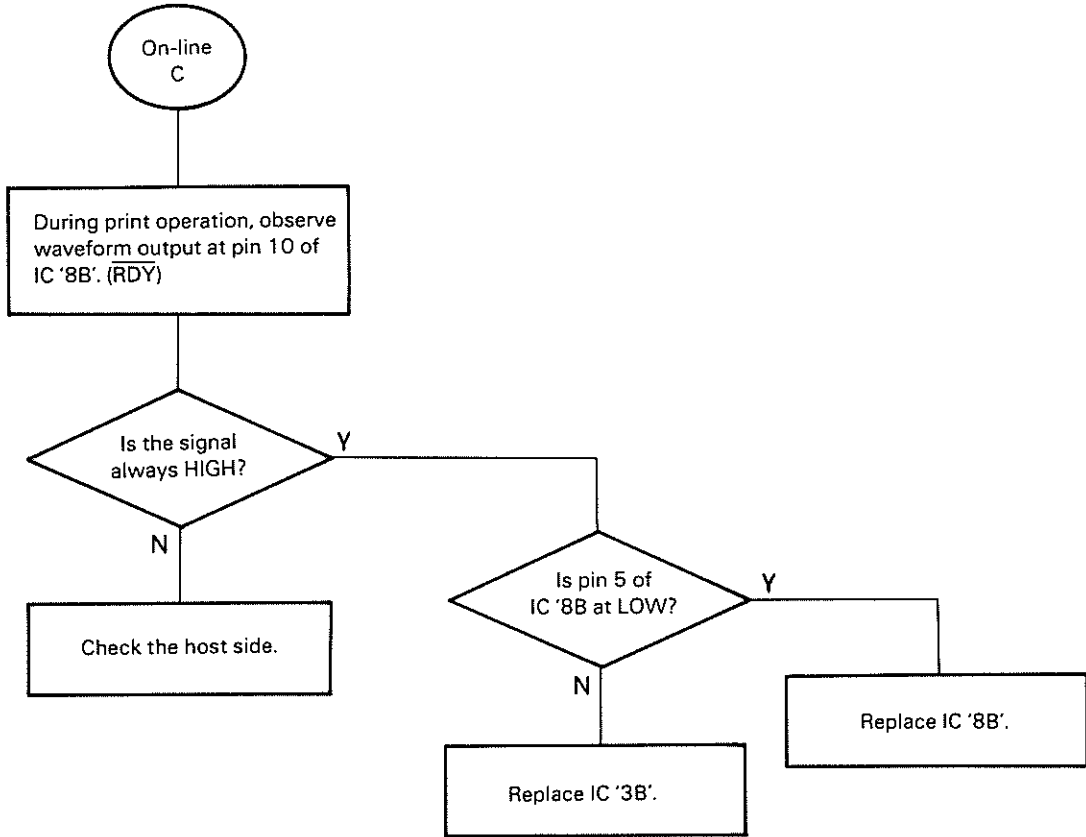 On-line
C
During print operation, observe
waveform output at pin 10 of
IC '8B'. (R̅D̅Y̅)
Is the signal
always HIGH?
Y
N
Check the host side.
Is pin 5 of
IC '8B at LOW?
Y
N
Replace IC '8B'.
Replace IC '3B'.